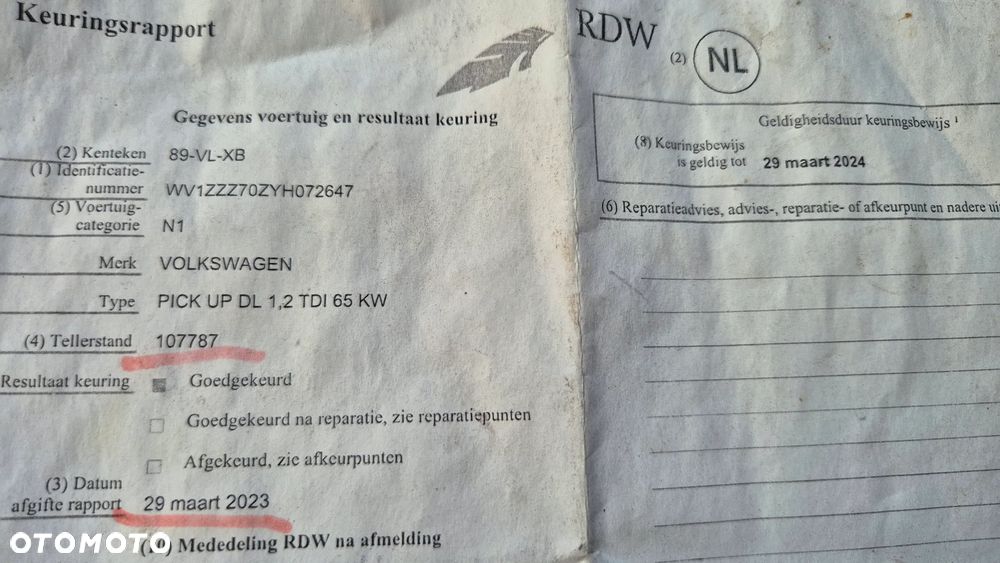 Keuringsrapport
Gegevens voertuig en resultaat keuring
(2) Kenteken 89-VL-XB
(1) Identificatie-
nummer WV1ZZZ70ZYH072647
(5) Voertuig-
categorie N1
Merk VOLKSWAGEN
Type PICK UP DL 1,2 TDI 65 KW
(4) Tellerstand 107787
Resultaat keuring Goedgekeurd
Goedgekeurd na reparatie, zie reparatiepunten
Afgekeurd, zie afkeurpunten
(3) Datum
afgifte rapport 29 maart 2023
(10) Mededeling RDW na afmelding
RDW (2) NL
Geldigheidsduur keuringsbewijs 1
(8) Keuringsbewijs
is geldig tot 29 maart 2024
(6) Reparatieadvies, advies-, reparatie- of afkeurpunt en nadere ui
OTOMOTO